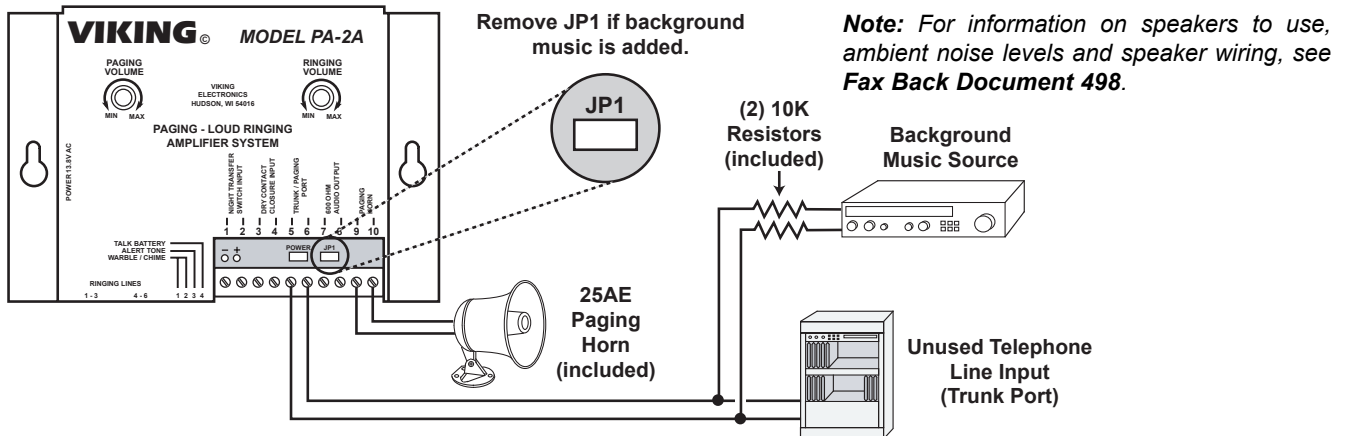 VIKING © MODEL PA-2A
PAGING
VOLUME
MIN MAX
VIKING
ELECTRONICS
HUDSON, WI 54016
RINGING
VOLUME
MIN MAX
PAGING - LOUD RINGING
AMPLIFIER SYSTEM
POWER 13.8V AC
NIGHT TRANSFER
SWITCH INPUT
DRY CONTACT
CLOSURE INPUT
TRUNK / PAGING
PORT
600 OHM
AUDIO OUTPUT
PAGING
HORN
1 2 3 4 5 6 7 8 9 10
- +
POWER
JP1
TALK BATTERY
ALERT TONE
WARBLE / CHIME
RINGING LINES
1 - 3 4 - 6 1 2 3 4
Remove JP1 if background
music is added.
JP1
Note: For information on speakers to use,
ambient noise levels and speaker wiring, see
Fax Back Document 498.
(2) 10K
Resistors
(included)
Background
Music Source
25AE
Paging
Horn
(included)
Unused Telephone
Line Input
(Trunk Port)